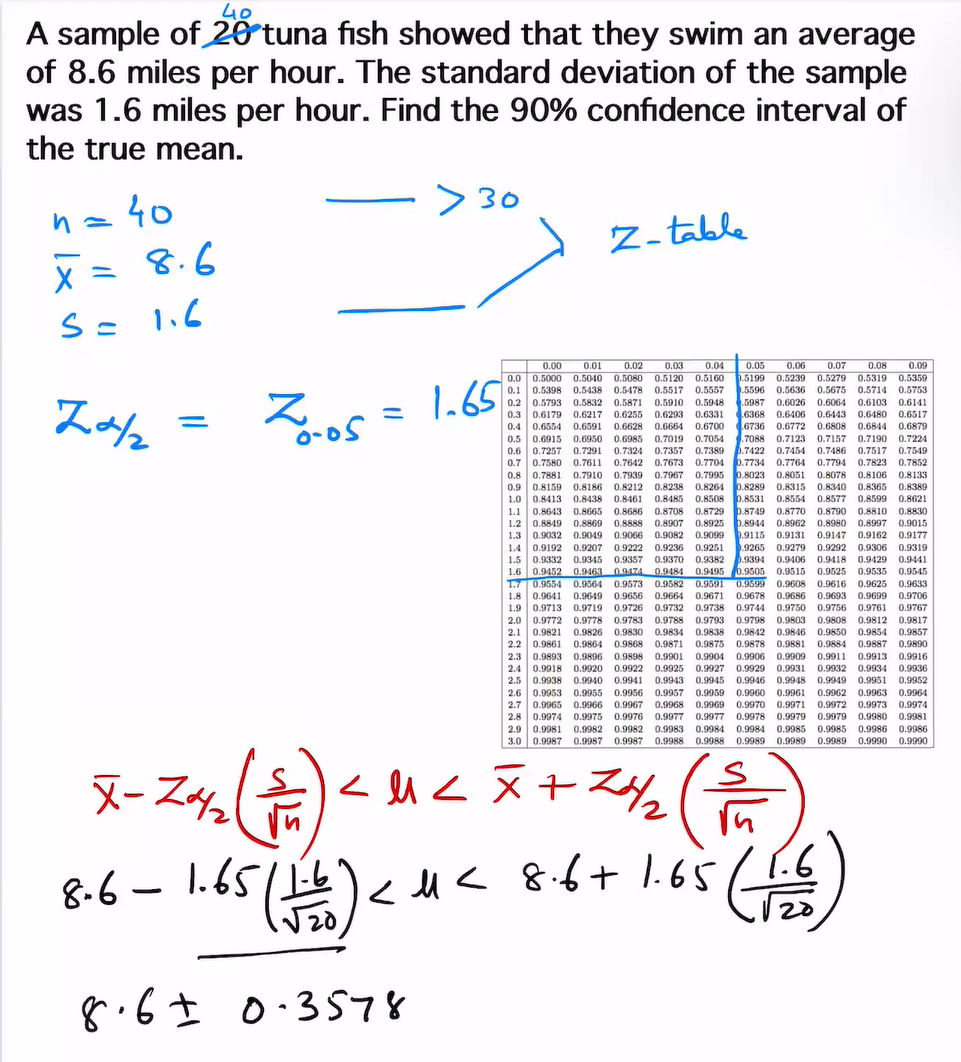 40
A sample of 20 tuna fish showed that they swim an average
of 8.6 miles per hour. The standard deviation of the sample
was 1.6 miles per hour. Find the 90% confidence interval of
the true mean.
n = 40
> 30
x̄ = 8.6
Z-table
s = 1.6
Zα/2 = Z0.05 = 1.65
0.00 0.01 0.02 0.03 0.04 0.05 0.06 0.07 0.08 0.09
0.0 0.5000 0.5040 0.5080 0.5120 0.5160 0.5199 0.5239 0.5279 0.5319 0.5359
0.1 0.5398 0.5438 0.5478 0.5517 0.5557 0.5596 0.5636 0.5675 0.5714 0.5753
0.2 0.5793 0.5832 0.5871 0.5910 0.5948 0.5987 0.6026 0.6064 0.6103 0.6141
0.3 0.6179 0.6217 0.6255 0.6293 0.6331 0.6368 0.6406 0.6443 0.6480 0.6517
0.4 0.6554 0.6591 0.6628 0.6664 0.6700 0.6736 0.6772 0.6808 0.6844 0.6879
0.5 0.6915 0.6950 0.6985 0.7019 0.7054 0.7088 0.7123 0.7157 0.7190 0.7224
0.6 0.7257 0.7291 0.7324 0.7357 0.7389 0.7422 0.7454 0.7486 0.7517 0.7549
0.7 0.7580 0.7611 0.7642 0.7673 0.7704 0.7734 0.7764 0.7794 0.7823 0.7852
0.8 0.7881 0.7910 0.7939 0.7967 0.7995 0.8023 0.8051 0.8078 0.8106 0.8133
0.9 0.8159 0.8186 0.8212 0.8238 0.8264 0.8289 0.8315 0.8340 0.8365 0.8389
1.0 0.8413 0.8438 0.8461 0.8485 0.8508 0.8531 0.8554 0.8577 0.8599 0.8621
1.1 0.8643 0.8665 0.8686 0.8708 0.8729 0.8749 0.8770 0.8790 0.8810 0.8830
1.2 0.8849 0.8869 0.8888 0.8907 0.8925 0.8944 0.8962 0.8980 0.8997 0.9015
1.3 0.9032 0.9049 0.9066 0.9082 0.9099 0.9115 0.9131 0.9147 0.9162 0.9177
1.4 0.9192 0.9207 0.9222 0.9236 0.9251 0.9265 0.9279 0.9292 0.9306 0.9319
1.5 0.9332 0.9345 0.9357 0.9370 0.9382 0.9394 0.9406 0.9418 0.9429 0.9441
1.6 0.9452 0.9463 0.9474 0.9484 0.9495 0.9505 0.9515 0.9525 0.9535 0.9545
1.7 0.9554 0.9564 0.9573 0.9582 0.9591 0.9599 0.9608 0.9616 0.9625 0.9633
1.8 0.9641 0.9649 0.9656 0.9664 0.9671 0.9678 0.9686 0.9693 0.9699 0.9706
1.9 0.9713 0.9719 0.9726 0.9732 0.9738 0.9744 0.9750 0.9756 0.9761 0.9767
2.0 0.9772 0.9778 0.9783 0.9788 0.9793 0.9798 0.9803 0.9808 0.9812 0.9817
2.1 0.9821 0.9826 0.9830 0.9834 0.9838 0.9842 0.9846 0.9850 0.9854 0.9857
2.2 0.9861 0.9864 0.9868 0.9871 0.9875 0.9878 0.9881 0.9884 0.9887 0.9890
2.3 0.9893 0.9896 0.9898 0.9901 0.9904 0.9906 0.9909 0.9911 0.9913 0.9916
2.4 0.9918 0.9920 0.9922 0.9925 0.9927 0.9929 0.9931 0.9932 0.9934 0.9936
2.5 0.9938 0.9940 0.9941 0.9943 0.9945 0.9946 0.9948 0.9949 0.9951 0.9952
2.6 0.9953 0.9955 0.9956 0.9957 0.9959 0.9960 0.9961 0.9962 0.9963 0.9964
2.7 0.9965 0.9966 0.9967 0.9968 0.9969 0.9970 0.9971 0.9972 0.9973 0.9974
2.8 0.9974 0.9975 0.9976 0.9977 0.9977 0.9978 0.9979 0.9979 0.9980 0.9981
2.9 0.9981 0.9982 0.9982 0.9983 0.9984 0.9984 0.9985 0.9985 0.9986 0.9986
3.0 0.9987 0.9987 0.9987 0.9988 0.9988 0.9989 0.9989 0.9989 0.9990 0.9990
x̄ - Zα/2 (s/√n) < μ < x̄ + Zα/2 (s/√n)
8.6 - 1.65 (1.6/√20) < μ < 8.6 + 1.65 (1.6/√20)
8.6 ± 0.3578